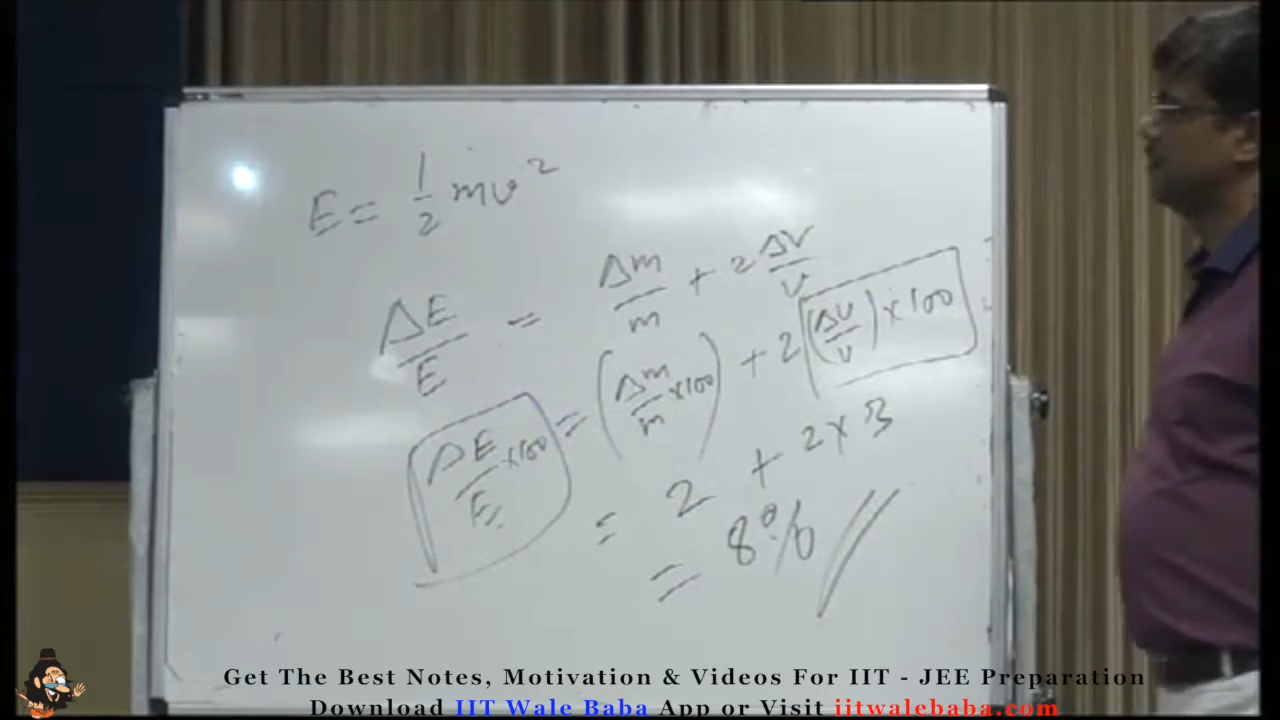 E = 1/2 mv²
ΔE/E = Δm/m + 2 Δv/v
ΔE/E ×100 = (Δm/m ×100) + 2 (Δv/v) × 100
= 2 + 2×3
= 8%
Get The Best Notes, Motivation & Videos For IIT - JEE Preparation
Download IIT Wale Baba App or Visit iitwalebaba.com